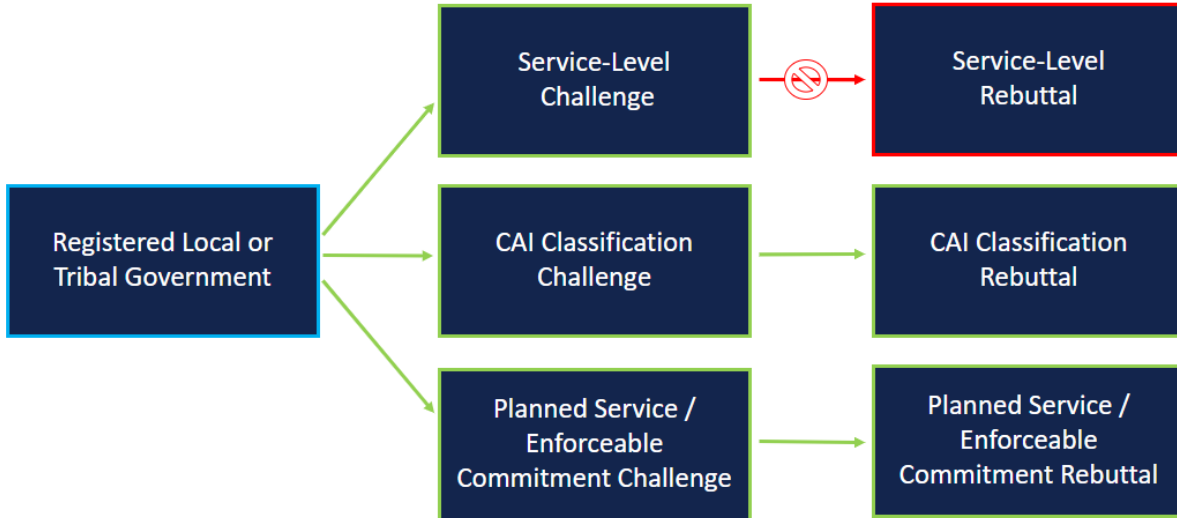 Service-Level
Challenge
Service-Level
Rebuttal
Registered Local or
Tribal Government
CAI Classification
Challenge
CAI Classification
Rebuttal
Planned Service /
Enforceable
Commitment Challenge
Planned Service /
Enforceable
Commitment Rebuttal